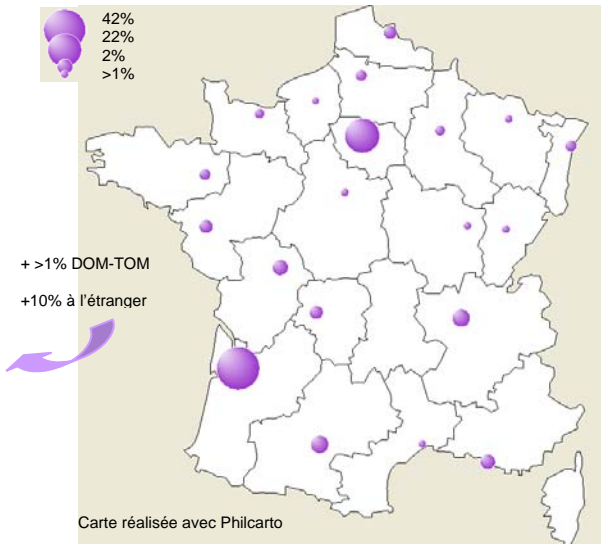 42%
22%
2%
>1%
+ >1% DOM-TOM
+10% à l'étranger
Carte réalisée avec Philcarto